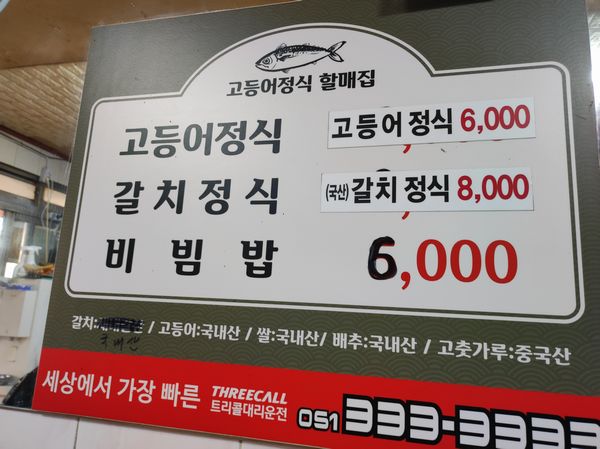 고등어정식 할매집
고등어정식 고등어정식 6,000
갈치정식 (국산)갈치정식 8,000
비빔밥 6,000
갈치: / 고등어:국내산 / 쌀:국내산/ 배추:국내산 / 고춧가루:중국산
국내산
세상에서 가장 빠른 THREECALL 051 333-3333
트리콜대리운전